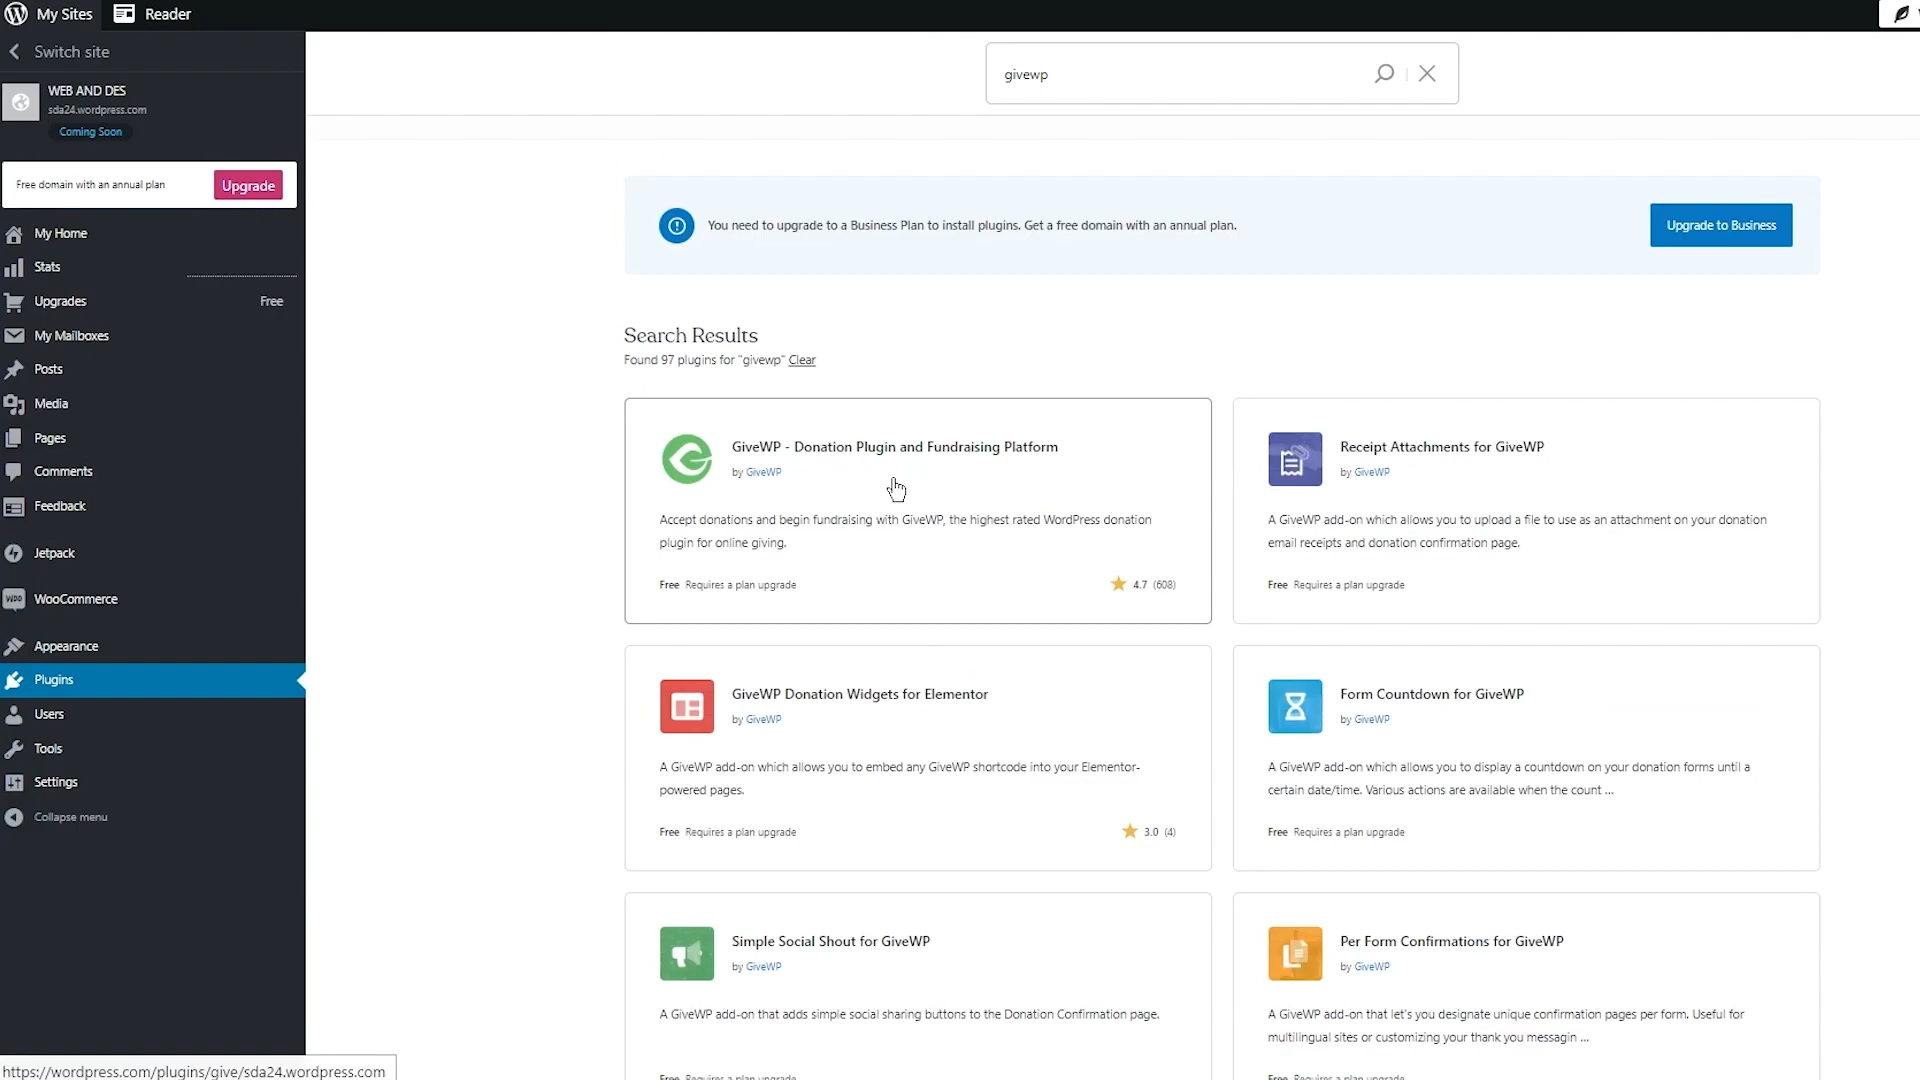 My Sites
Reader
Switch site
WEB AND DES
sda24.wordpress.com
Coming Soon
Free domain with an annual plan
Upgrade
My Home
Stats
Upgrades
Free
My Mailboxes
Posts
Media
Pages
Comments
Feedback
Jetpack
WOO
WooCommerce
Appearance
Plugins
Users
Tools
Settings
Collapse menu
https://wordpress.com/plugins/give/sda24.wordpress.com
givewp
You need to upgrade to a Business Plan to install plugins. Get a free domain with an annual plan.
Upgrade to Business
Search Results
Found 97 plugins for "givewp" Clear
GiveWP - Donation Plugin and Fundraising Platform
by GiveWP
Accept donations and begin fundraising with GiveWP, the highest rated WordPress donation
plugin for online giving.
Free Requires a plan upgrade
4.7 (608)
Receipt Attachments for GiveWP
by GiveWP
A GiveWP add-on which allows you to upload a file to use as an attachment on your donation
email receipts and donation confirmation page.
Free Requires a plan upgrade
GiveWP Donation Widgets for Elementor
by GiveWP
A GiveWP add-on which allows you to embed any GiveWP shortcode into your Elementor-
powered pages.
Free Requires a plan upgrade
3.0 (4)
Form Countdown for GiveWP
by GiveWP
A GiveWP add-on which allows you to display a countdown on your donation forms until a
certain date/time. Various actions are available when the count ...
Free Requires a plan upgrade
Simple Social Shout for GiveWP
by GiveWP
A GiveWP add-on that adds simple social sharing buttons to the Donation Confirmation page.
Free Requires a plan upgrade
Per Form Confirmations for GiveWP
by GiveWP
A GiveWP add-on that let's you designate unique confirmation pages per form. Useful for
multilingual sites or customizing your thank you messagin ...
Free Requires a plan upgrade